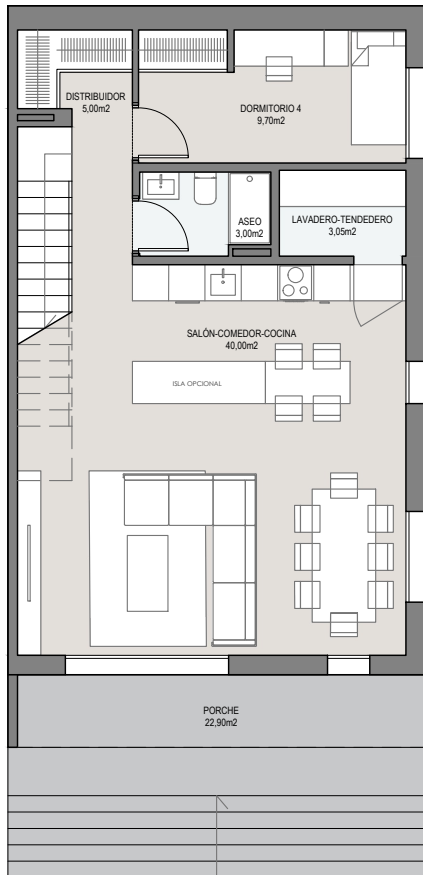 DISTRIBUIDOR
5,00m2
DORMITORIO 4
9,70m2
ASEO
3,00m2
LAVADERO-TENDEDERO
3,05m2
SALÓN-COMEDOR-COCINA
40,00m2
ISLA OPCIONAL
PORCHE
22,90m2